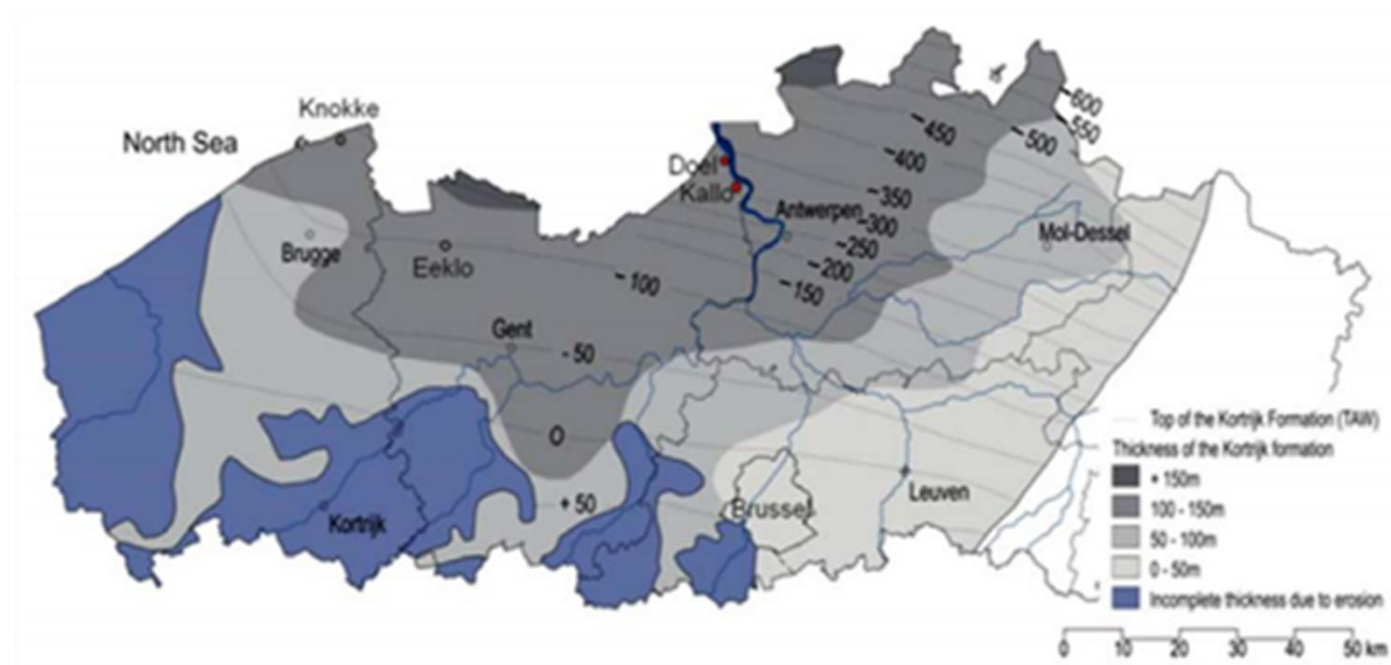 Knokke
North Sea
Doel
Kallo
Antwerpen
Brugge
Eeklo
Gent
Mol-Dessel
~600
~550
~500
~450
~400
~350
~300
~250
~200
~150
~100
- 50
0
+ 50
Kortrijk
Brussel
Leuven
Top of the Kortrijk Formation (TAW)
Thickness of the Kortrijk formation
+ 150m
100 - 150m
50 - 100m
0 - 50m
Incomplete thickness due to erosion
0 10 20 30 40 50 km